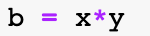 b = x*y